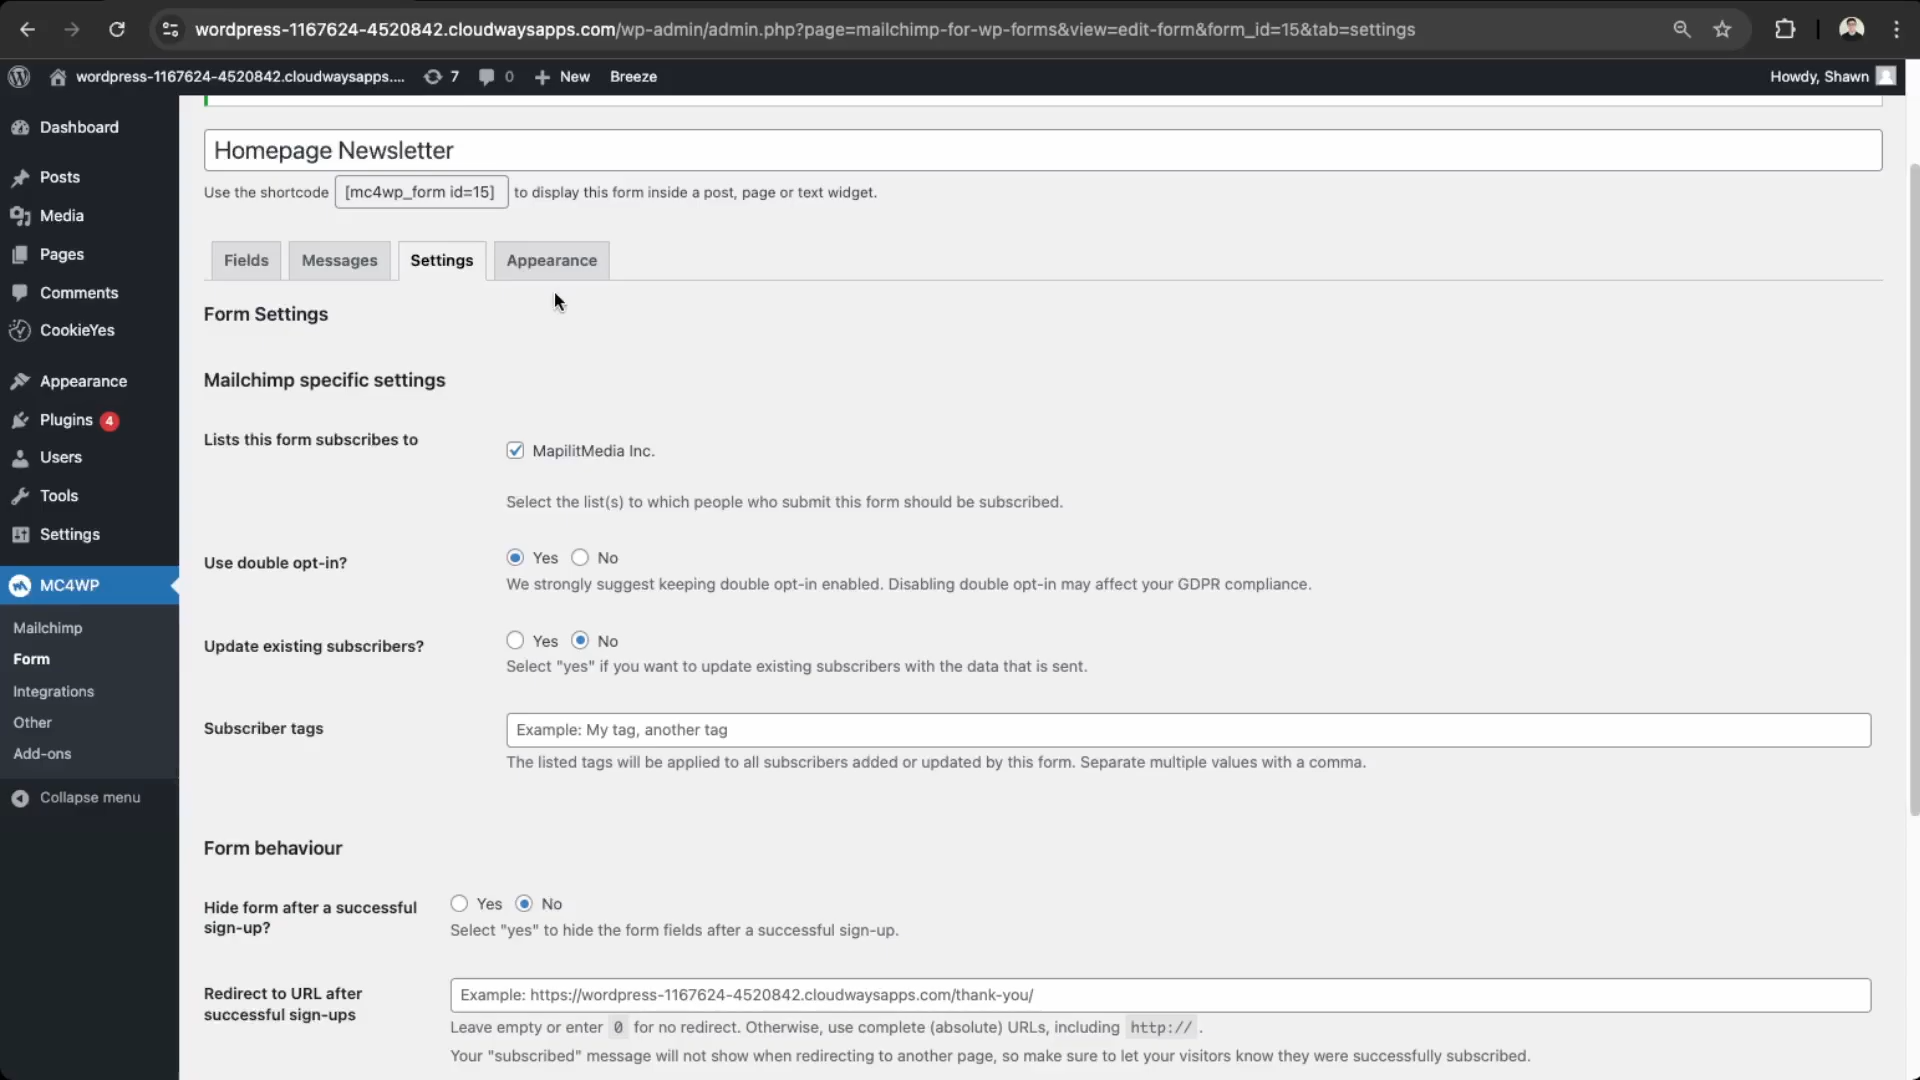 wordpress-1167624-4520842.cloudwaysapps.com/wp-admin/admin.php?page=mailchimp-for-wp-forms&view=edit-form&form_id=15&tab=settings
wordpress-1167624-4520842.cloudwaysapps.... 7 0 New Breeze Howdy, Shawn
Dashboard
Posts
Media
Pages
Comments
CookieYes
Appearance
Plugins 4
Users
Tools
Settings
MC4WP
Mailchimp
Form
Integrations
Other
Add-ons
Collapse menu
Homepage Newsletter
Use the shortcode [mc4wp_form id=15] to display this form inside a post, page or text widget.
Fields Messages Settings Appearance
Form Settings
Mailchimp specific settings
Lists this form subscribes to
MapilitMedia Inc.
Select the list(s) to which people who submit this form should be subscribed.
Use double opt-in?
Yes No
We strongly suggest keeping double opt-in enabled. Disabling double opt-in may affect your GDPR compliance.
Update existing subscribers?
Yes No
Select "yes" if you want to update existing subscribers with the data that is sent.
Subscriber tags
Example: My tag, another tag
The listed tags will be applied to all subscribers added or updated by this form. Separate multiple values with a comma.
Form behaviour
Hide form after a successful
sign-up?
Yes No
Select "yes" to hide the form fields after a successful sign-up.
Redirect to URL after
successful sign-ups
Example: https://wordpress-1167624-4520842.cloudwaysapps.com/thank-you/
Leave empty or enter 0 for no redirect. Otherwise, use complete (absolute) URLs, including http:// .
Your "subscribed" message will not show when redirecting to another page, so make sure to let your visitors know they were successfully subscribed.